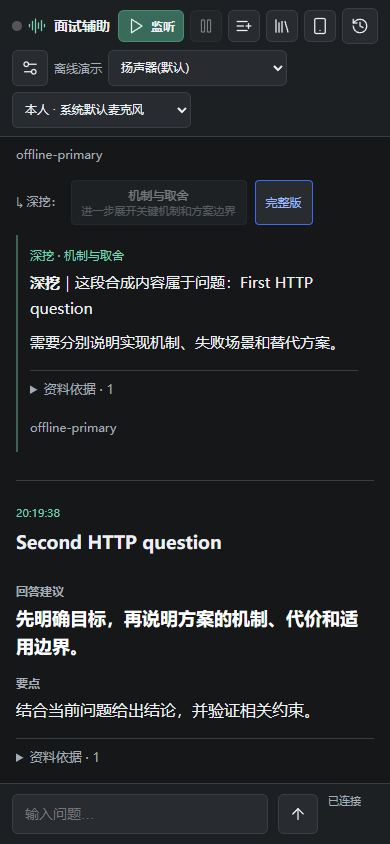 面试辅助
监听
离线演示
扬声器(默认)
本人 · 系统默认麦克风
offline-primary
↳ 深挖：
机制与取舍
进一步展开关键机制和方案边界
完整版
深挖 · 机制与取舍
深挖 | 这段合成内容属于问题：First HTTP
question
需要分别说明实现机制、失败场景和替代方案。
▶ 资料依据 · 1
offline-primary
20:19:38
Second HTTP question
回答建议
先明确目标，再说明方案的机制、代价和适
用边界。
要点
结合当前问题给出结论，并验证相关约束。
▶ 资料依据 · 1
输入问题...
已连接